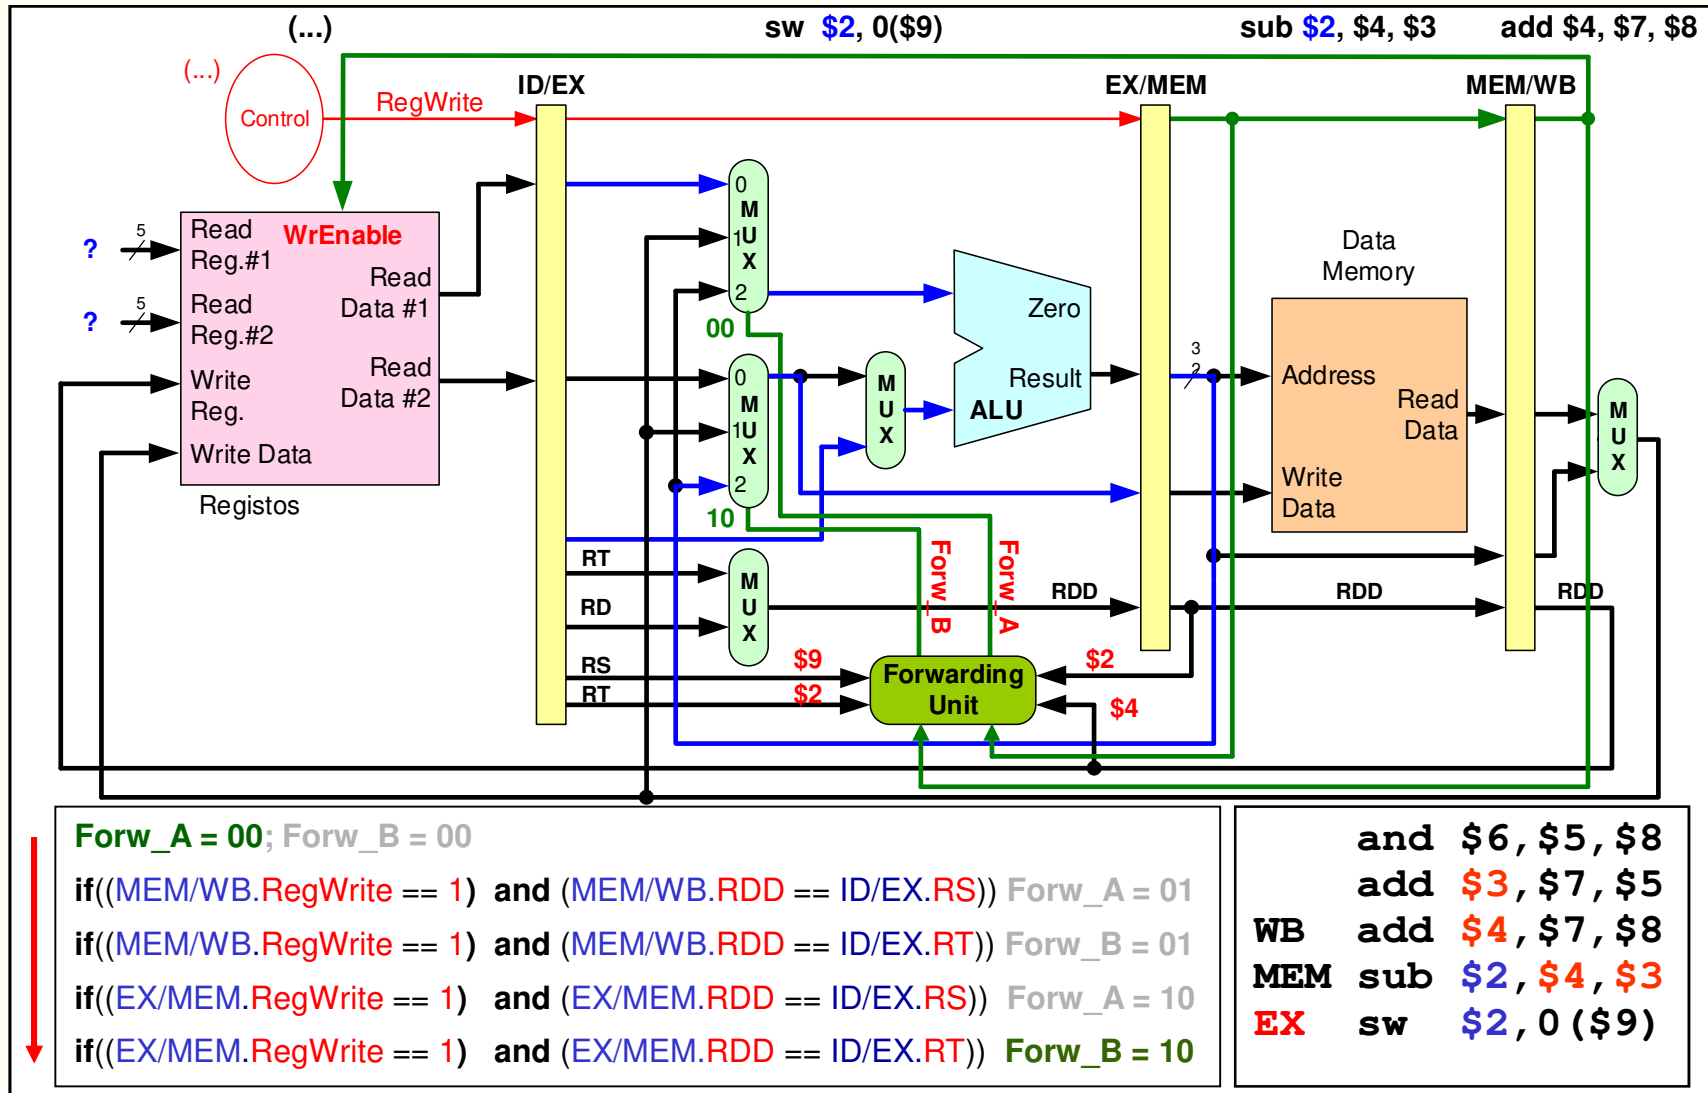 (...) sw $2, 0($9) sub $2, $4, $3 add $4, $7, $8
(...)
Control
RegWrite
ID/EX
EX/MEM
MEM/WB
WrEnable
? 5 Read Reg.#1
? 5 Read Reg.#2
Write Reg.
Write Data
Read Data #1
Read Data #2
Registos
0
M
1U
X
2
00
0
M
1U
X
2
10
M
U
X
Zero
Result
ALU
3
2
Data
Memory
Address
Read
Data
Write
Data
M
U
X
RT
RD
M
U
X
RDD
RDD
RDD
Forw_B
Forw_A
RS
$9
RT
$2
Forwarding
Unit
$2
$4
Forw_A = 00; Forw_B = 00
if((MEM/WB.RegWrite == 1) and (MEM/WB.RDD == ID/EX.RS)) Forw_A = 01
if((MEM/WB.RegWrite == 1) and (MEM/WB.RDD == ID/EX.RT)) Forw_B = 01
if((EX/MEM.RegWrite == 1) and (EX/MEM.RDD == ID/EX.RS)) Forw_A = 10
if((EX/MEM.RegWrite == 1) and (EX/MEM.RDD == ID/EX.RT)) Forw_B = 10
and $6,$5,$8
add $3,$7,$5
WB add $4,$7,$8
MEM sub $2,$4,$3
EX sw $2,0($9)